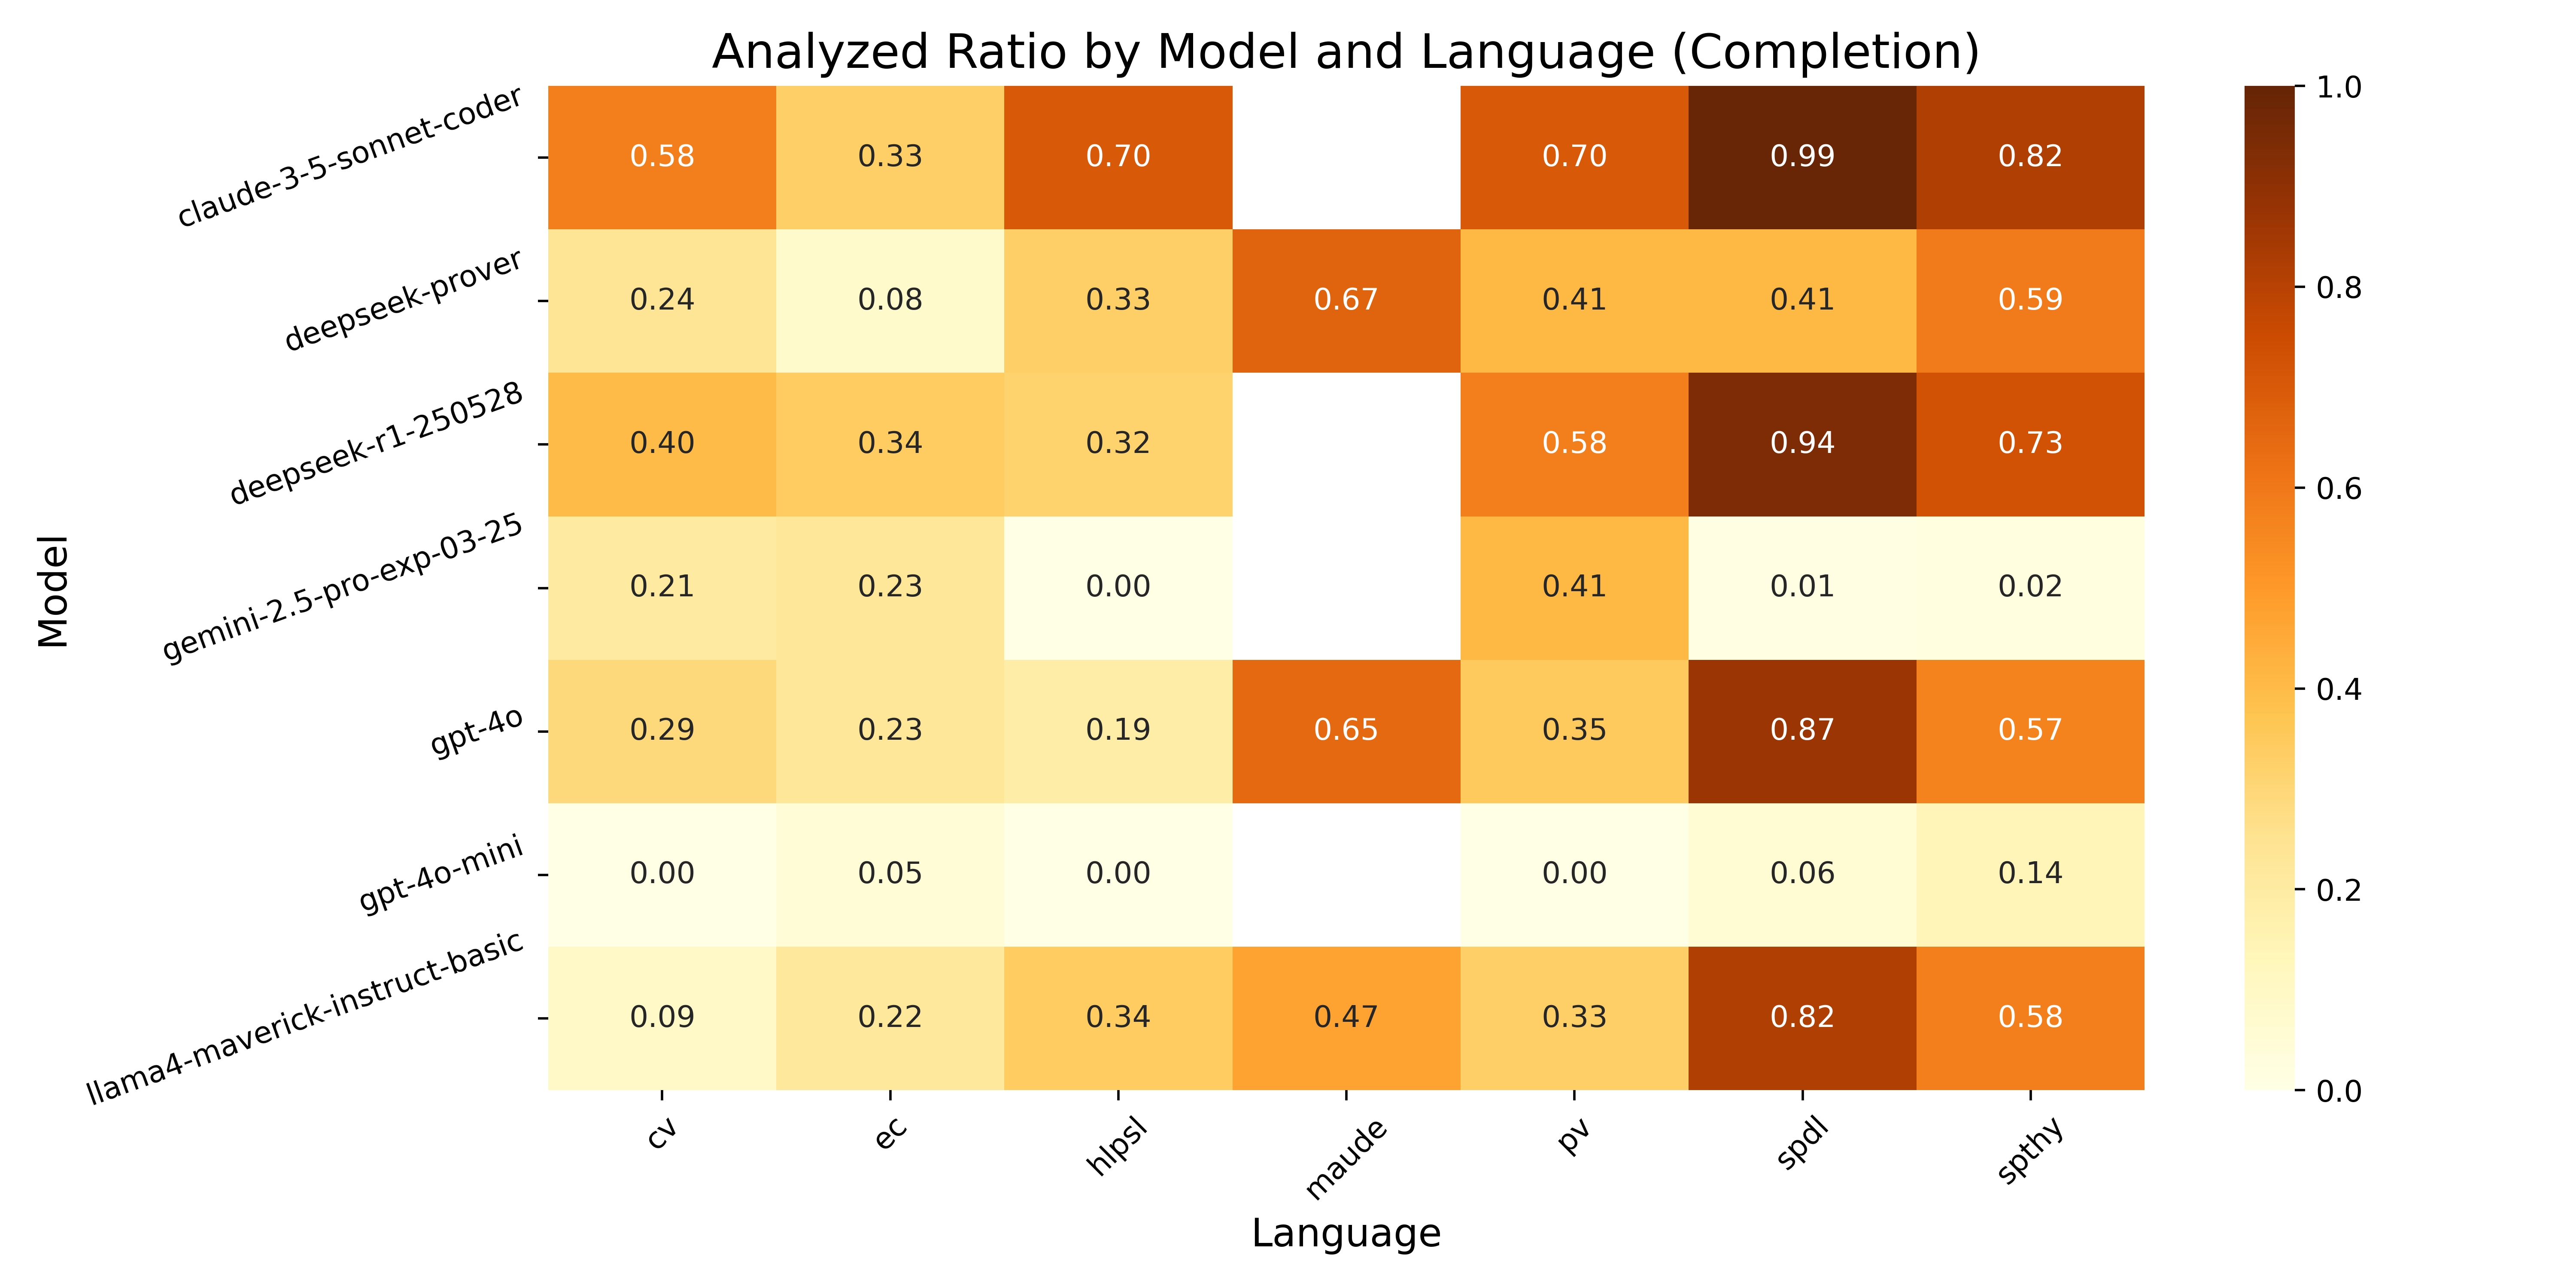 Analyzed Ratio by Model and Language (Completion)
Model
claude-3-5-sonnet-coder 0.58 0.33 0.70 0.70 0.99 0.82
deepseek-prover 0.24 0.08 0.33 0.67 0.41 0.41 0.59
deepseek-r1-250528 0.40 0.34 0.32 0.58 0.94 0.73
gemini-2.5-pro-exp-03-25 0.21 0.23 0.00 0.41 0.01 0.02
gpt-4o 0.29 0.23 0.19 0.65 0.35 0.87 0.57
gpt-4o-mini 0.00 0.05 0.00 0.00 0.06 0.14
llama4-maverick-instruct-basic 0.09 0.22 0.34 0.47 0.33 0.82 0.58
cv ec hlpsl maude pv spdl spthy
Language
1.0
0.8
0.6
0.4
0.2
0.0